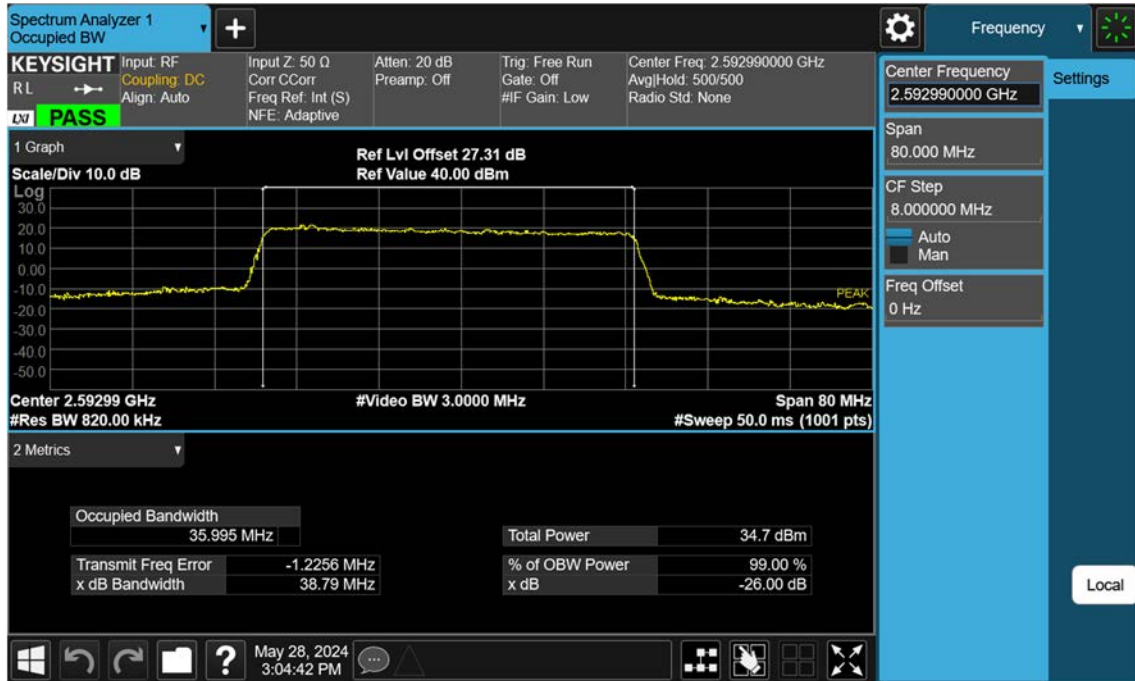 Spectrum Analyzer 1
Occupied BW
+
Frequency
KEYSIGHT
R L
LXI
PASS
Input: RF
Coupling: DC
Align: Auto
Input Z: 50 Ω
Corr CCorr
Freq Ref: Int (S)
NFE: Adaptive
Atten: 20 dB
Preamp: Off
Trig: Free Run
Gate: Off
#IF Gain: Low
Center Freq: 2.592990000 GHz
Avg|Hold: 500/500
Radio Std: None
Center Frequency
2.592990000 GHz
Settings
Span
80.000 MHz
CF Step
8.000000 MHz
Auto
Man
Freq Offset
0 Hz
Local
1 Graph
Scale/Div 10.0 dB
Ref Lvl Offset 27.31 dB
Ref Value 40.00 dBm
Log
30.0
20.0
10.0
0.00
-10.0
-20.0
-30.0
-40.0
-50.0
PEAK
Center 2.59299 GHz
#Video BW 3.0000 MHz
Span 80 MHz
#Res BW 820.00 kHz
#Sweep 50.0 ms (1001 pts)
2 Metrics
Occupied Bandwidth
35.995 MHz
Total Power 34.7 dBm
Transmit Freq Error -1.2256 MHz
% of OBW Power 99.00 %
x dB Bandwidth 38.79 MHz
x dB -26.00 dB
?
May 28, 2024
3:04:42 PM